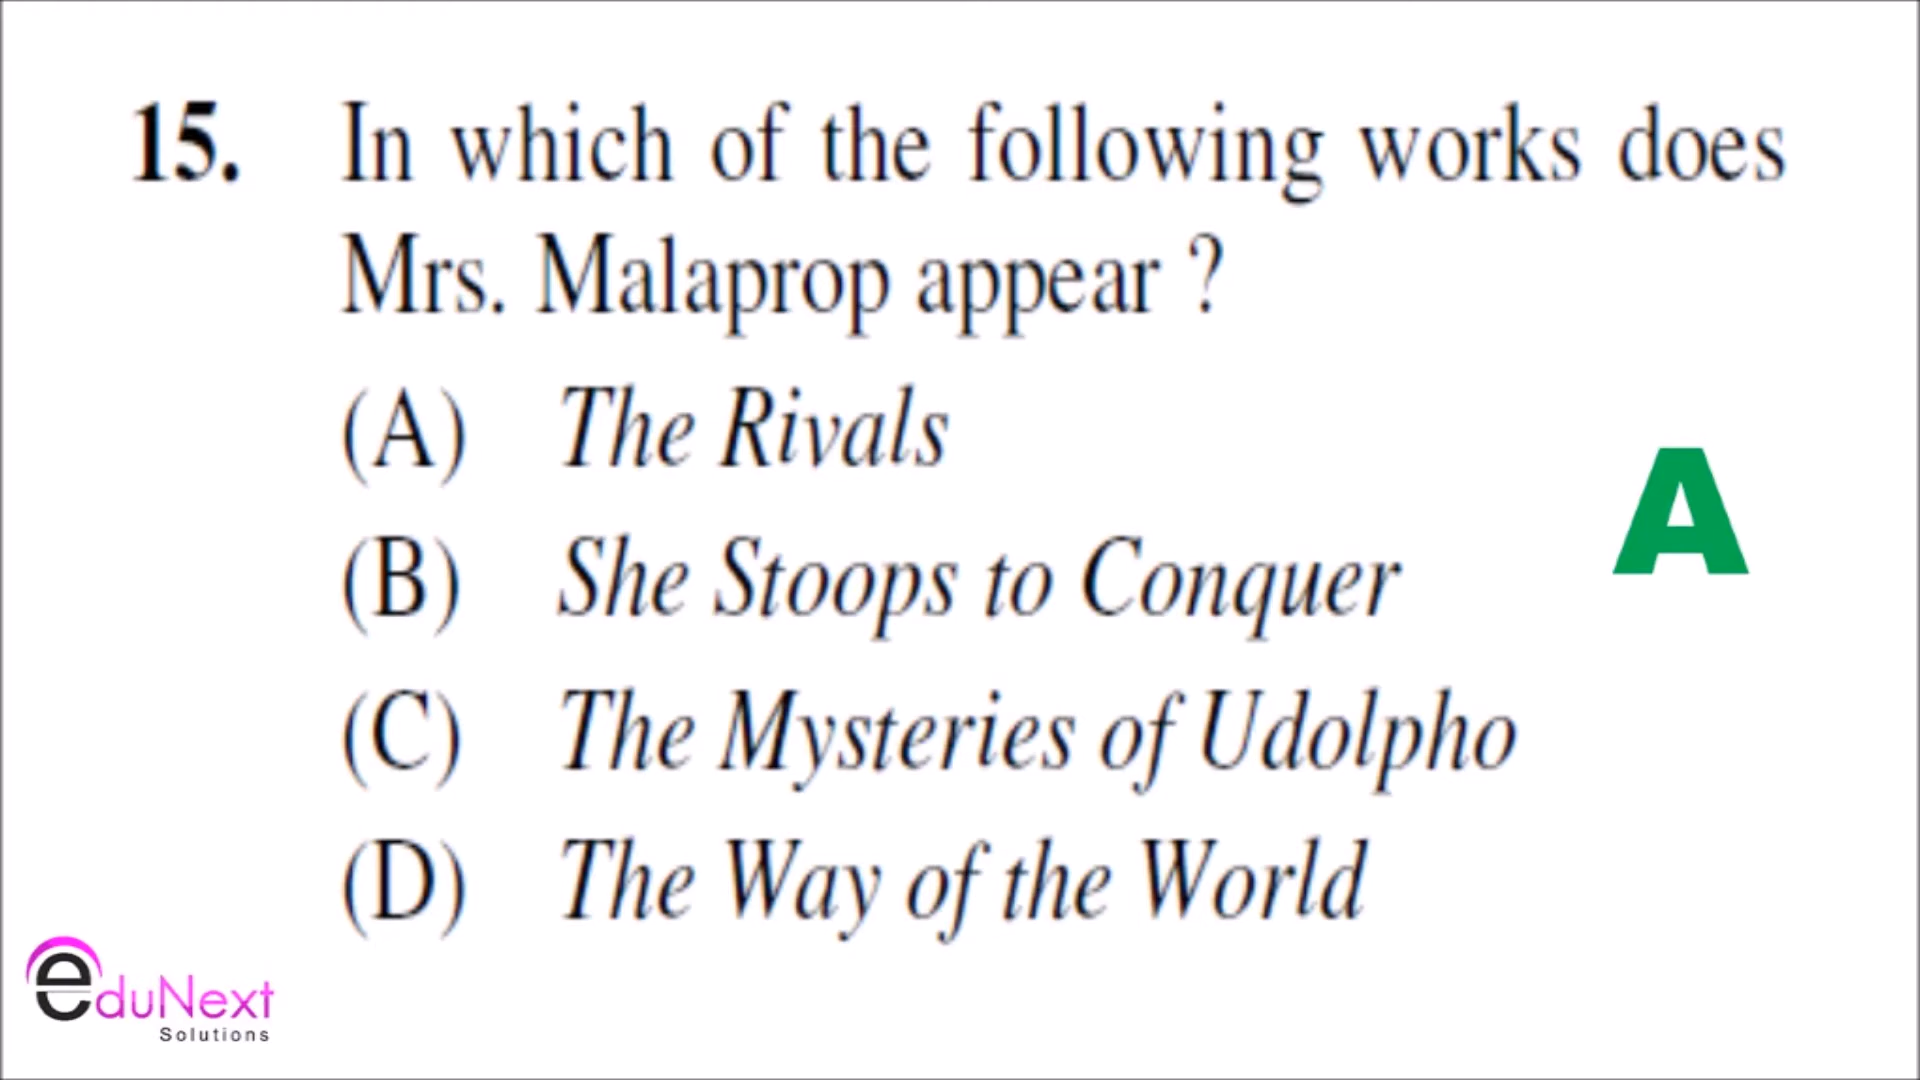 15. In which of the following works does
Mrs. Malaprop appear ?
(A) The Rivals
(B) She Stoops to Conquer
(C) The Mysteries of Udolpho
(D) The Way of the World
A
eduNext
Solutions